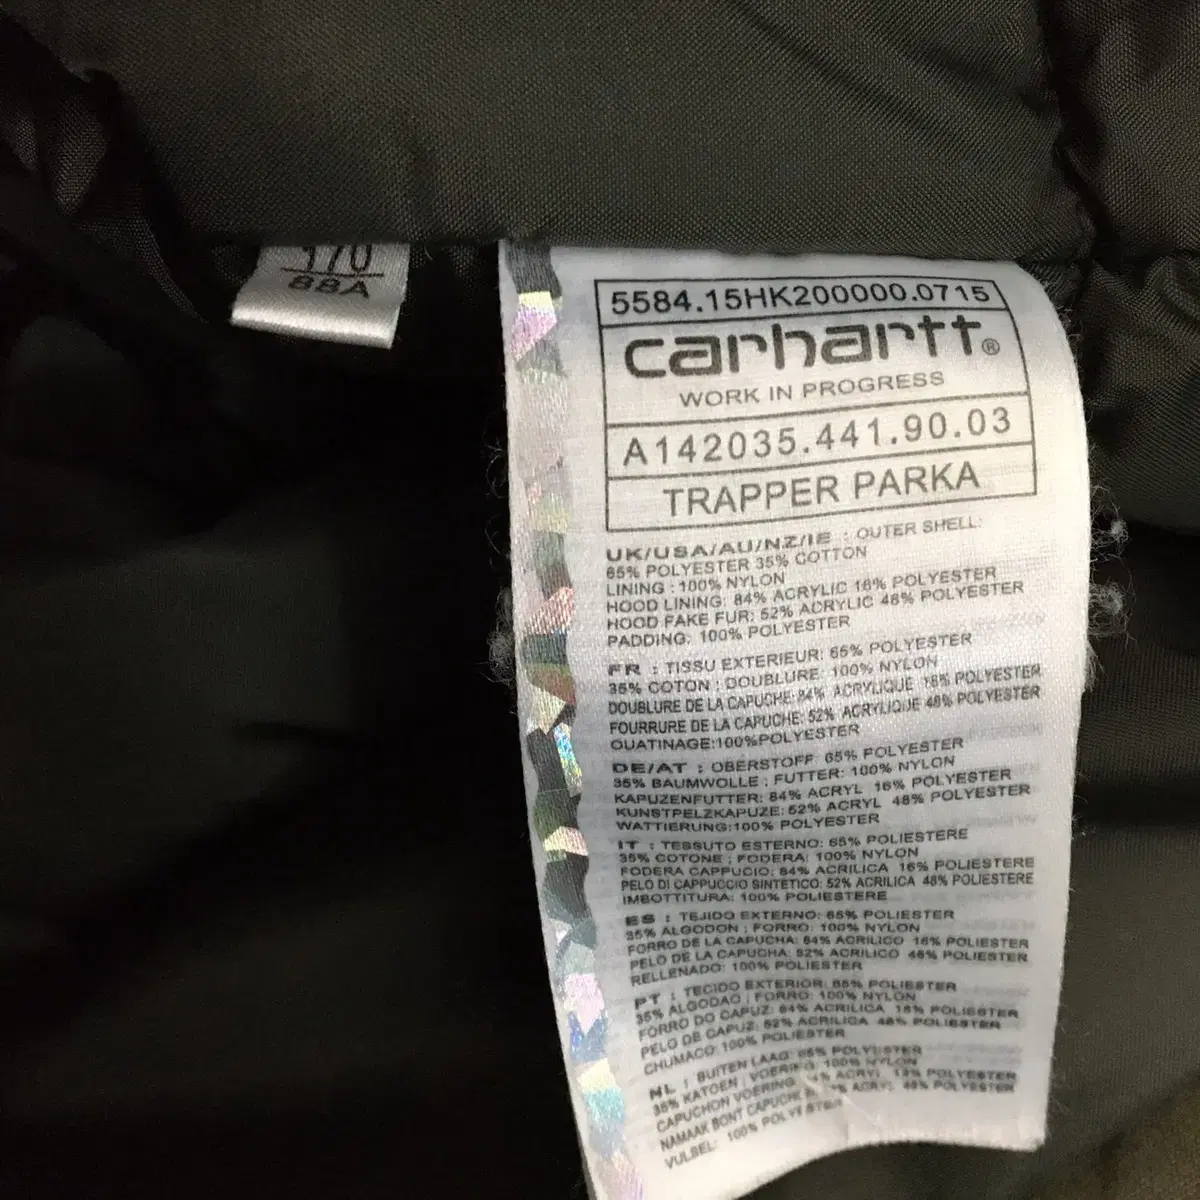 170
88A
5584.15HK200000.0715
carhartt®
WORK IN PROGRESS
A142035.441.90.03
TRAPPER PARKA
UK/USA/AU/NZ/IE : OUTER SHELL:
65% POLYESTER 35% COTTON
LINING : 100% NYLON
HOOD LINING: 84% ACRYLIC 16% POLYESTER
HOOD FAKE FUR: 52% ACRYLIC 48% POLYESTER
PADDING: 100% POLYESTER
FR : TISSU EXTERIEUR: 65% POLYESTER
35% COTON ; DOUBLURE: 100% NYLON
DOUBLURE DE LA CAPUCHE: 84% ACRYLIQUE 16% POLYESTER
FOURRURE DE LA CAPUCHE: 52% ACRYLIQUE 48% POLYESTER
OUATINAGE:100%POLYESTER
DE/AT : OBERSTOFF: 65% POLYESTER
35% BAUMWOLLE ; FUTTER: 100% NYLON
KAPUZENFUTTER: 84% ACRYL 16% POLYESTER
KUNSTPELZKAPUZE: 52% ACRYL 48% POLYESTER
WATTIERUNG:100% POLYESTER
IT : TESSUTO ESTERNO: 65% POLIESTERE
35% COTONE ; FODERA: 100% NYLON
FODERA CAPPUCIO: 84% ACRILICA 16% POLIESTERE
PELO DI CAPPUCCIO SINTETICO: 52% ACRILICA 48% POLIESTERE
IMBOTTITURA: 100% POLIESTERE
ES : TEJIDO EXTERNO: 65% POLIESTER
35% ALGODON ; FORRO: 100% NYLON
FORRO DE LA CAPUCHA: 84% ACRILICO 16% POLIESTER
PELO DE LA CAPUCHA: 52% ACRILICO 48% POLIESTER
RELLENADO: 100% POLIESTER
PT : TECIDO EXTERIOR: 65% POLIESTER
35% ALGODAO ; FORRO: 100% NYLON
FORRO DO CAPUZ: 84% ACRILICA 16% POLIESTER
PELO DE CAPUZ: 52% ACRILICA 48% POLIESTER
CHUMACO: 100% POLIESTER
NL : BUITEN LAAG: 65% POLYESTER
35% KATOEN ; VOERING: 100% NYLON
CAPUCHON VOERING ACRYL POLYESTER
NAMAAK BONT CAPUCHE ACRYL 48% POLYESTER
VULSEL: 100% POLYESTER